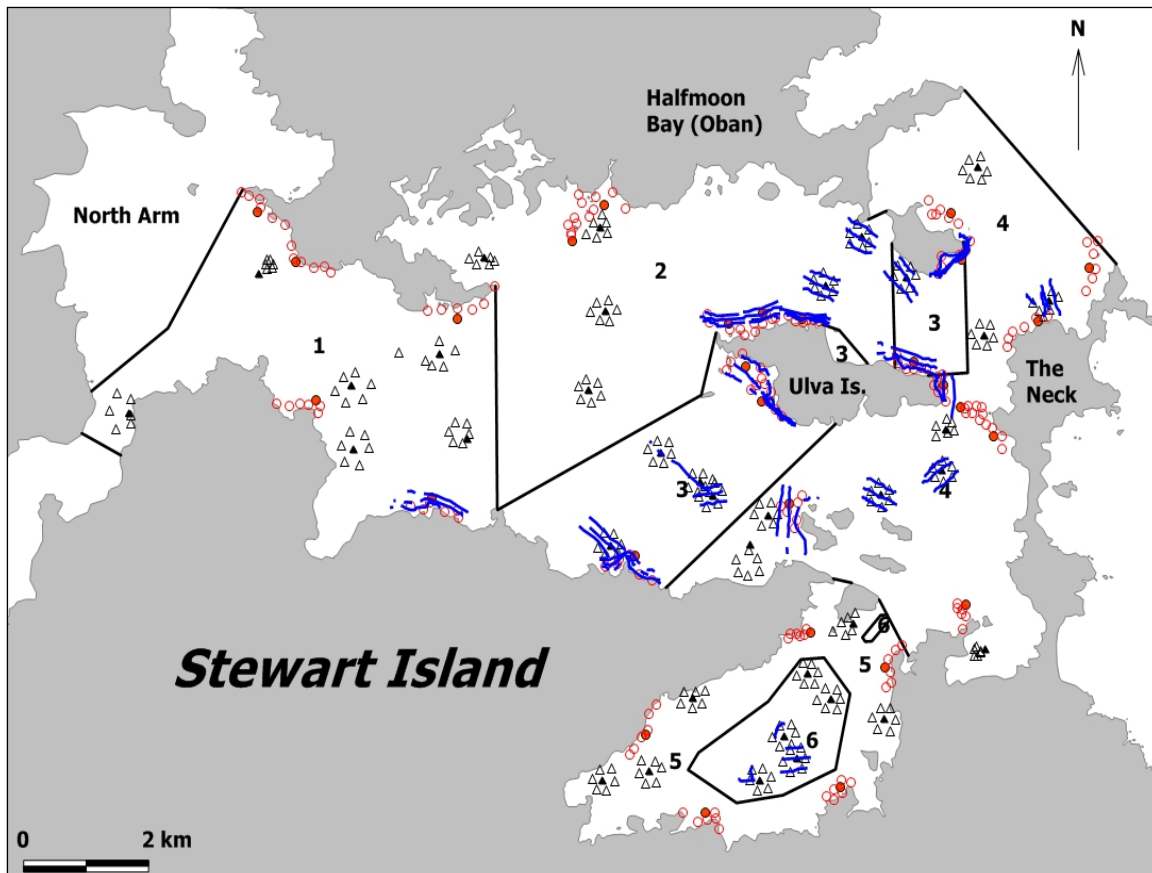 N
Halfmoon
Bay (Oban)
North Arm
4
2
1
3
3
The
Neck
Ulva Is.
3
4
6
5
Stewart Island
6
5
0 2 km